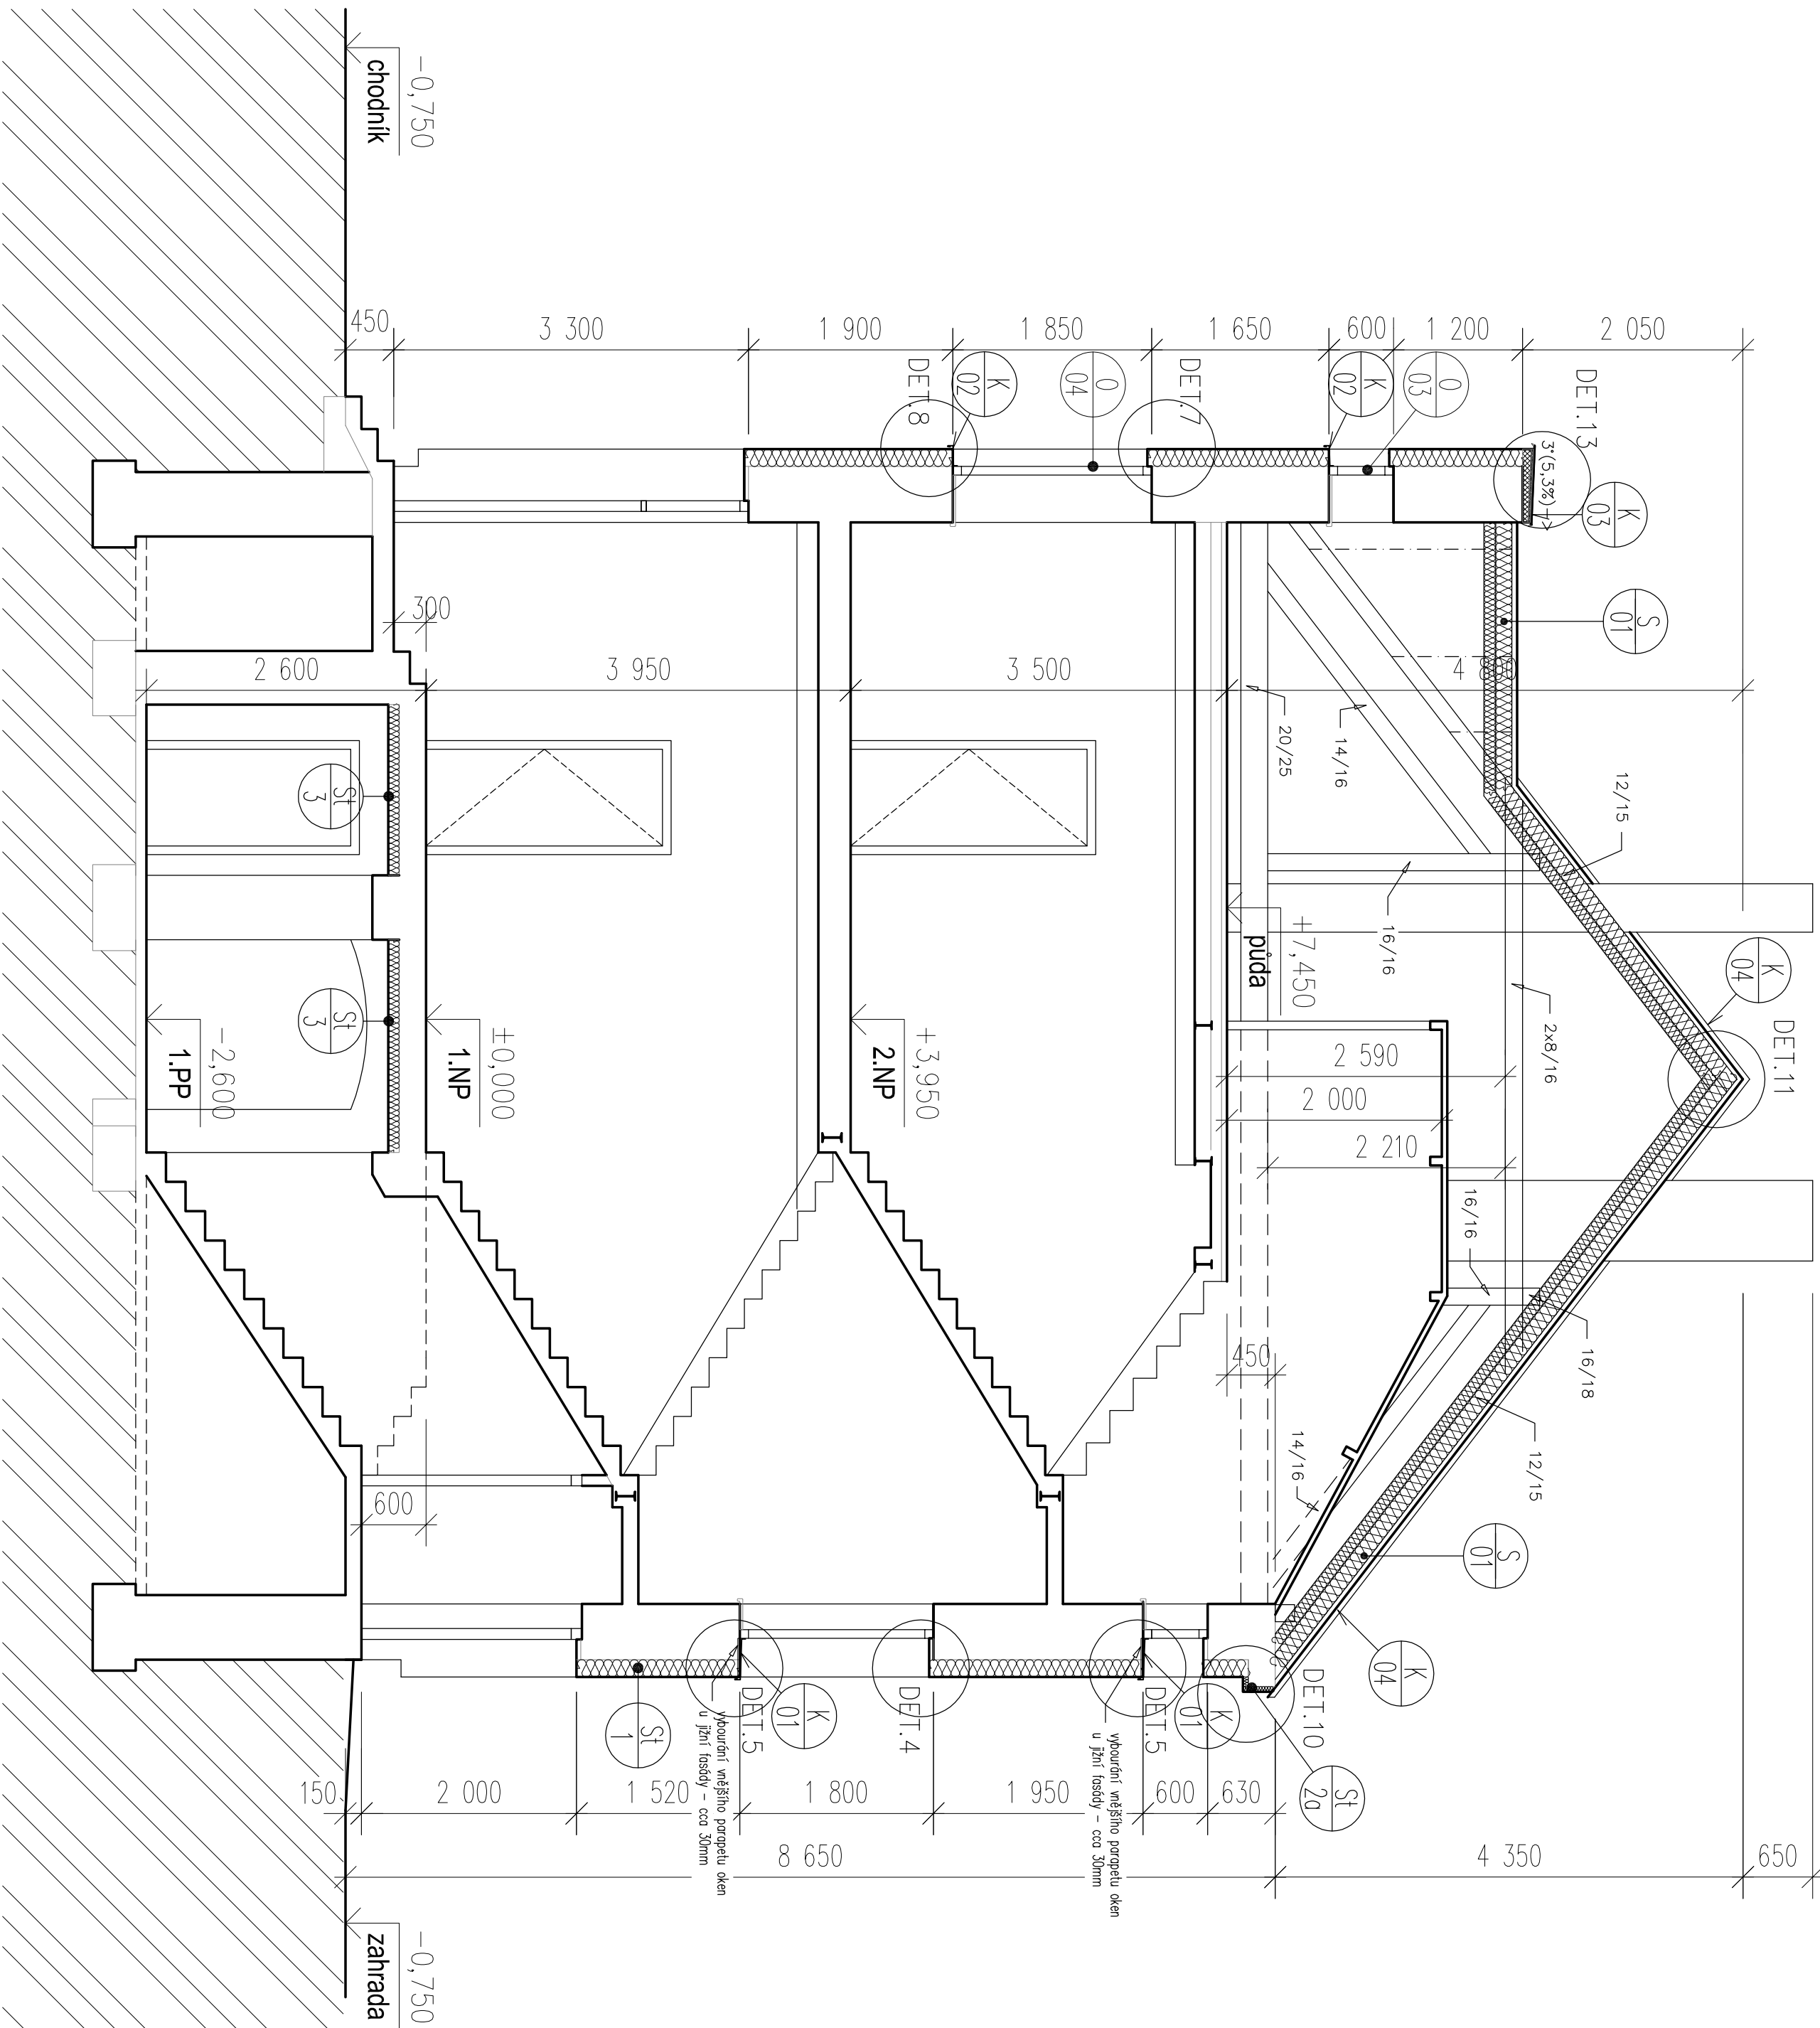 -0,750
chodník
450
3 300
1 900
1 850
1 650
600
1 200
2 050
DET.8
K
02
O
04
DET.7
K
02
O
03
DET.13
3°(5,3%)
K
03
S
01
300
2 600
3 950
3 500
4 800
20/25
14/16
12/15
16/16
2x8/16
K
04
DET.11
St
3
St
3
-2,600
1.PP
±0,000
1.NP
+3,950
2.NP
+7,450
půda
2 590
2 000
2 210
16/16
16/18
12/15
14/16
450
600
S
01
K
04
DET.10
St
2a
K
01
DET.5
vybourání vnějšího parapetu oken
u jižní fasády - cca 30mm
DET.4
K
01
DET.5
vybourání vnějšího parapetu oken
u jižní fasády - cca 30mm
St
1
150
2 000
1 520
1 800
1 950
600
630
8 650
4 350
650
-0,750
zahrada